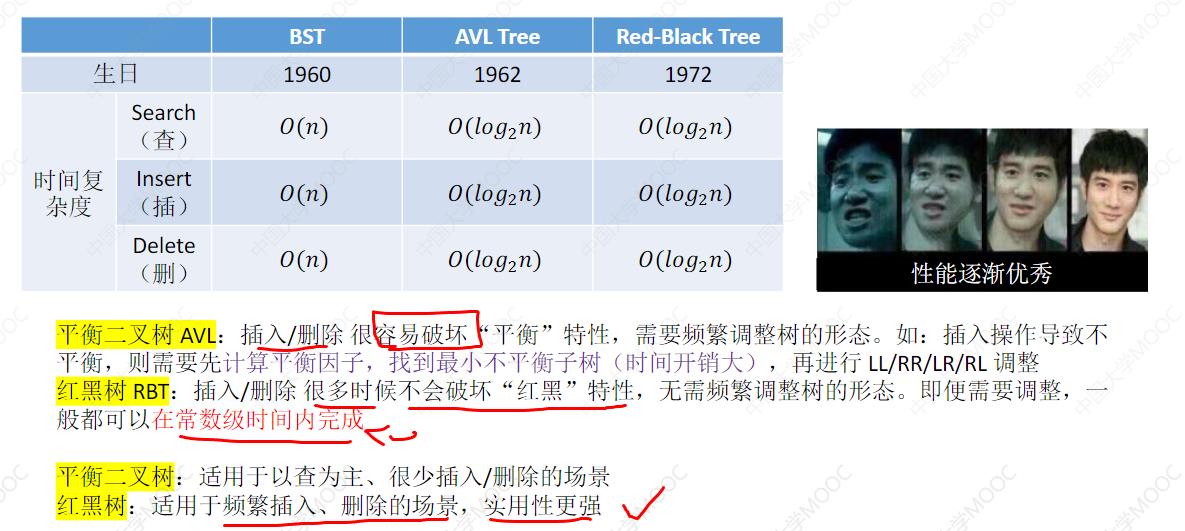 BST AVL Tree Red-Black Tree
生日 1960 1962 1972
时间复杂度
Search（查） O(n) O(log₂n) O(log₂n)
Insert（插） O(n) O(log₂n) O(log₂n)
Delete（删） O(n) O(log₂n) O(log₂n)
性能逐渐优秀
平衡二叉树 AVL：插入/删除 很容易破坏“平衡”特性，需要频繁调整树的形态。如：插入操作导致不
平衡，则需要先计算平衡因子，找到最小不平衡子树（时间开销大），再进行 LL/RR/LR/RL 调整
红黑树 RBT：插入/删除 很多时候不会破坏“红黑”特性，无需频繁调整树的形态。即便需要调整，一
般都可以在常数级时间内完成
平衡二叉树：适用于以查为主、很少插入/删除的场景
红黑树：适用于频繁插入、删除的场景，实用性更强
中国大学MOOC